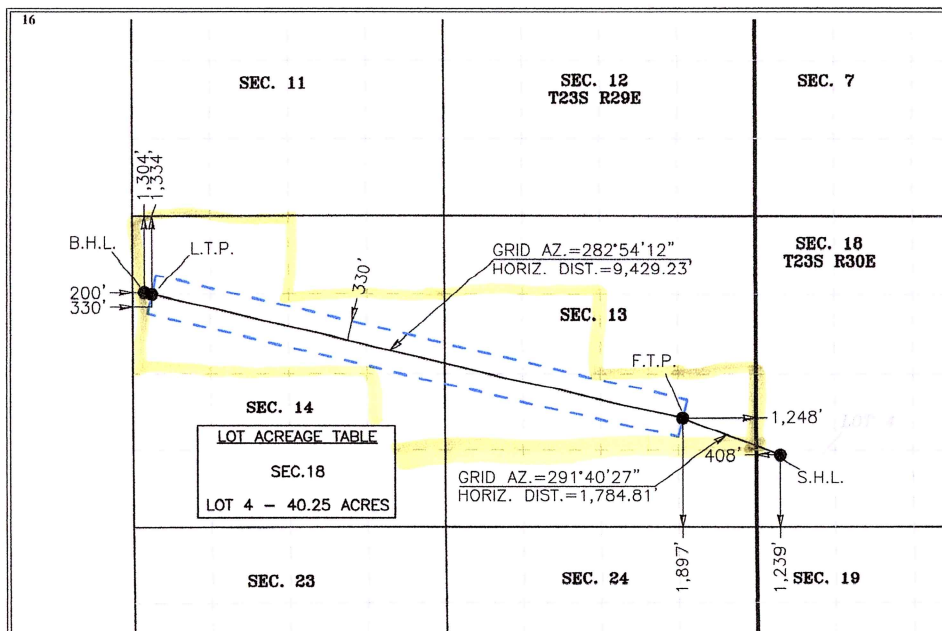 16
SEC. 11
SEC. 12
T23S R29E
SEC. 7
1,304'
1,334'
B.H.L.
L.T.P.
GRID AZ.=282°54'12"
HORIZ. DIST.=9,429.23'
SEC. 18
T23S R30E
200'
330'
330'
SEC. 13
F.T.P.
1,248'
SEC. 14
LOT ACREAGE TABLE
SEC.18
LOT 4 – 40.25 ACRES
408'
S.H.L.
GRID AZ.=291°40'27"
HORIZ. DIST.=1,784.81'
1,897'
1,239'
SEC. 23
SEC. 24
SEC. 19